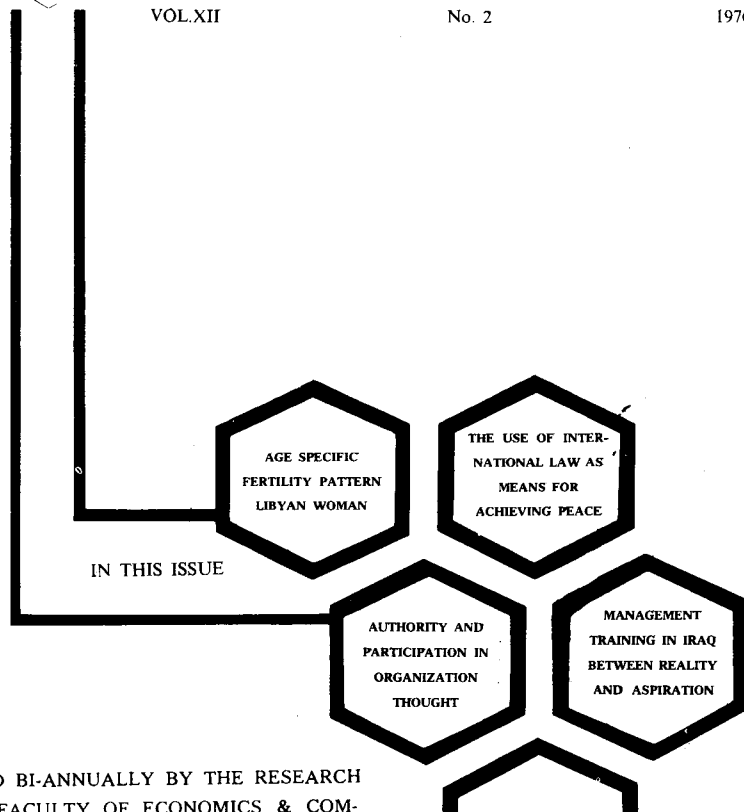 VOL.XII No. 2 1976
AGE SPECIFIC
FERTILITY PATTERN
LIBYAN WOMAN
THE USE OF INTER-
NATIONAL LAW AS
MEANS FOR
ACHIEVING PEACE
IN THIS ISSUE
AUTHORITY AND
PARTICIPATION IN
ORGANIZATION
THOUGHT
MANAGEMENT
TRAINING IN IRAQ
BETWEEN REALITY
AND ASPIRATION
BI-ANNUALLY BY THE RESEARCH
FACULTY OF ECONOMICS & COM-